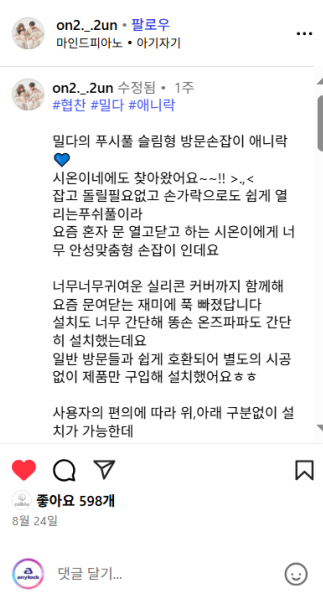 on2._.2un • 팔로우
마인드피아노 • 아기자기
on2._.2un 수정됨 • 1주
#협찬 #밀다 #애니락
밀다의 푸시풀 슬림형 방문손잡이 애니락
💙
시온이네에도 찾아왔어요~~!! >.,<
잡고 돌릴필요없고 손가락으로도 쉽게 열
리는푸쉬풀이라
요즘 혼자 문 열고닫고 하는 시온이에게 너
무 안성맞춤형 손잡이 인데요
너무너무귀여운 실리콘 커버까지 함께해
요즘 문여닫는 재미에 푹 빠졌답니다
설치도 너무 간단해 똥손 온즈파파도 간단
히 설치했는데요
일반 방문들과 쉽게 호환되어 별도의 시공
없이 제품만 구입해 설치했어요ㅎㅎ
사용자의 편의에 따라 위,아래 구분없이 설
치가 가능한데
좋아요 598개
8월 24일
anylock
댓글 달기...